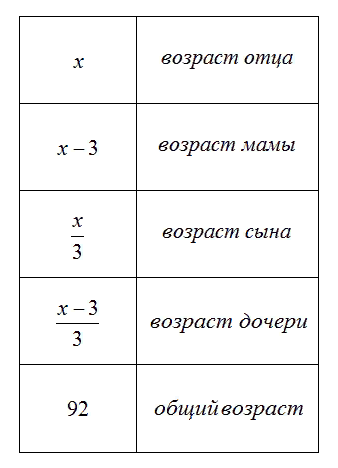 x возраст отца
x − 3 возраст мамы
x
3
возраст сына
x − 3
3
возраст дочери
92 общий возраст